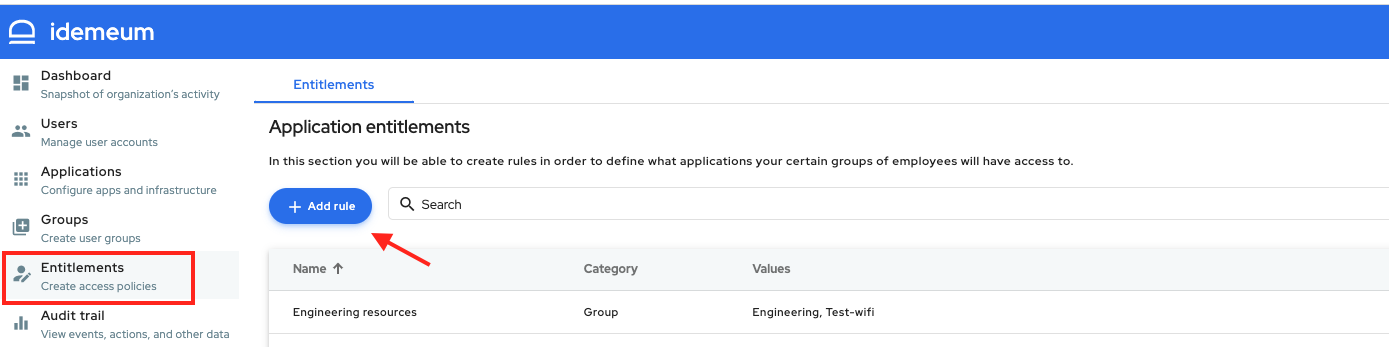 idemeum
Dashboard
Snapshot of organization's activity
Users
Manage user accounts
Applications
Configure apps and infrastructure
Groups
Create user groups
Entitlements
Create access policies
Audit trail
View events, actions, and other data
Entitlements
Application entitlements
In this section you will be able to create rules in order to define what applications your certain groups of employees will have access to.
+ Add rule
Search
Name ↑ Category Values
Engineering resources Group Engineering, Test-wifi